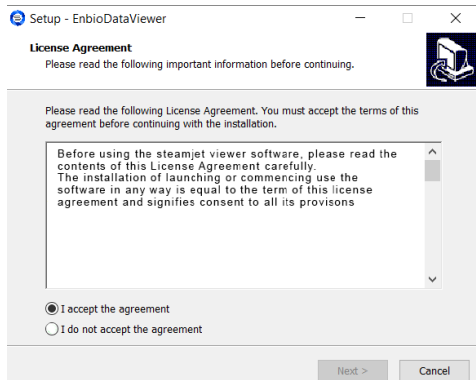 Setup - EnbioDataViewer
License Agreement
Please read the following important information before continuing.
Please read the following License Agreement. You must accept the terms of this
agreement before continuing with the installation.
Before using the steamjet viewer software, please read the
contents of this License Agreement carefully.
The installation of launching or commencing use the
software in any way is equal to the term of this license
agreement and signifies consent to all its provisons
I accept the agreement
I do not accept the agreement
Next >
Cancel